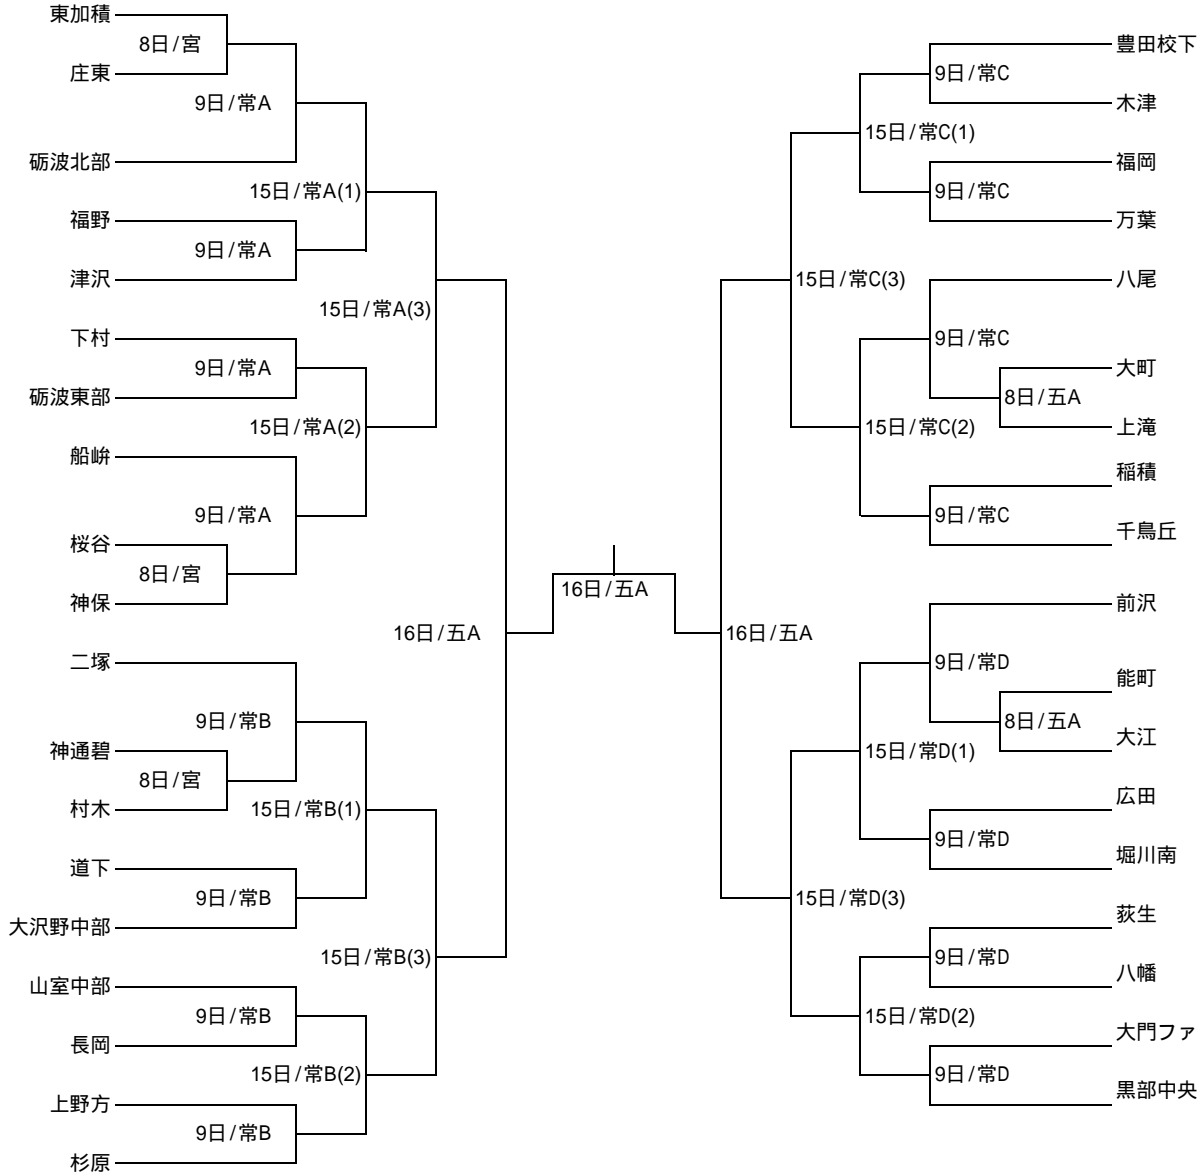 東加積
8日/宮
庄東
9日/常A
砺波北部
15日/常A(1)
福野
9日/常A
津沢
15日/常A(3)
下村
9日/常A
砺波東部
15日/常A(2)
船峅
9日/常A
桜谷
8日/宮
神保
16日/五A
二塚
9日/常B
神通碧
8日/宮
村木
15日/常B(1)
道下
9日/常B
大沢野中部
15日/常B(3)
山室中部
9日/常B
長岡
15日/常B(2)
上野方
9日/常B
杉原
16日/五A
豊田校下
9日/常C
木津
15日/常C(1)
福岡
9日/常C
万葉
15日/常C(3)
八尾
9日/常C
大町
8日/五A
上滝
15日/常C(2)
稲積
9日/常C
千鳥丘
16日/五A
前沢
9日/常D
能町
8日/五A
大江
15日/常D(1)
広田
9日/常D
堀川南
15日/常D(3)
荻生
9日/常D
八幡
15日/常D(2)
大門ファ
9日/常D
黒部中央